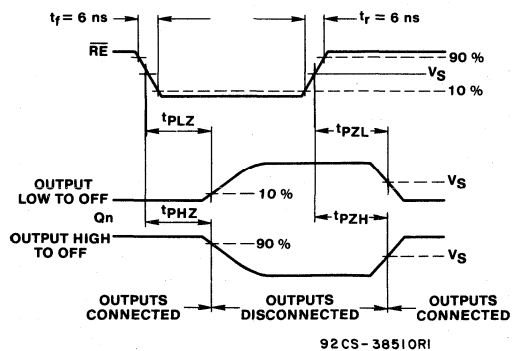 tf = 6 ns
tr = 6 ns
RE
90 %
VS
10 %
tPLZ
tPZL
OUTPUT
LOW TO OFF
10 %
VS
Qn
tPHZ
tPZH
OUTPUT HIGH
TO OFF
90 %
VS
OUTPUTS
CONNECTED
OUTPUTS
DISCONNECTED
OUTPUTS
CONNECTED
92CS-38510R1